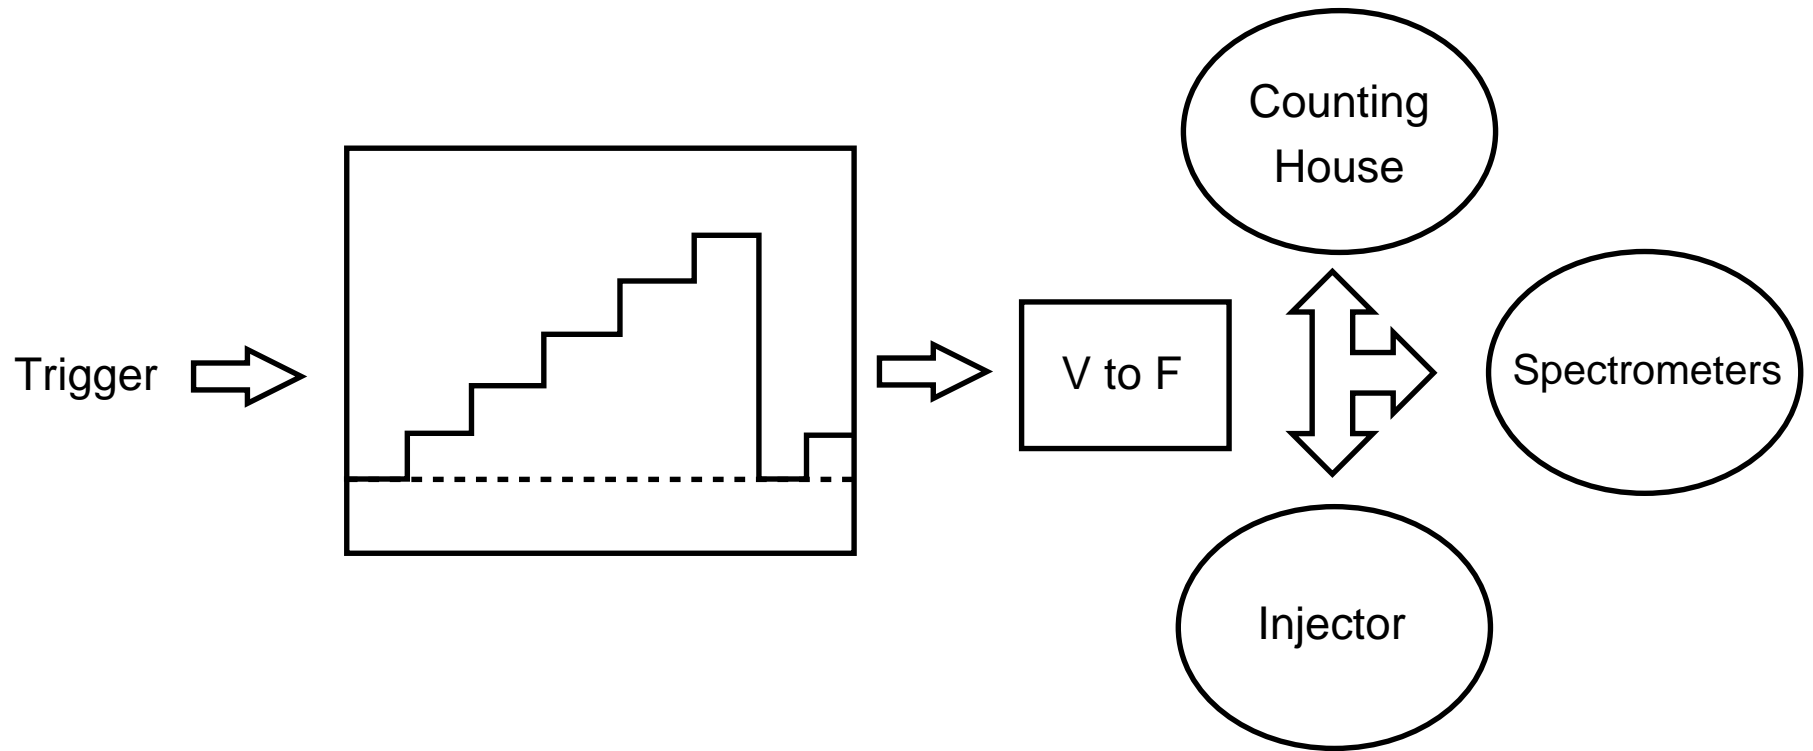 Trigger
V to F
Counting
House
Spectrometers
Injector